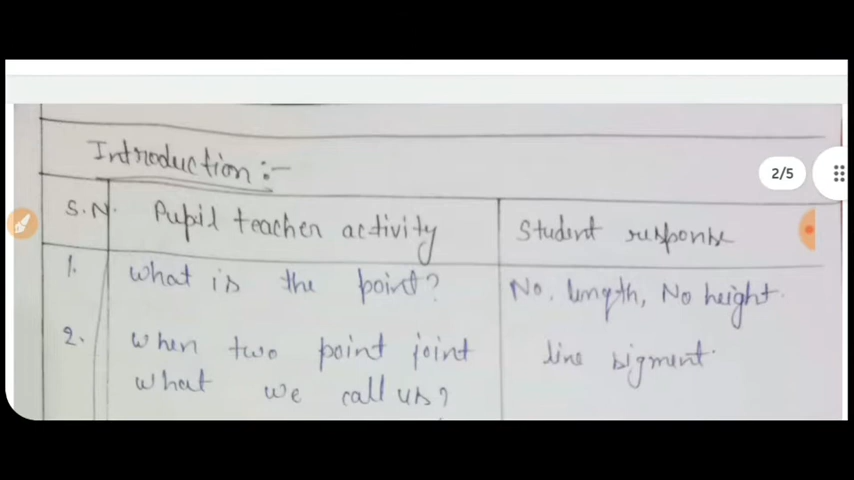 Introduction :-
2/5
S.N. Pupil teacher activity Student response
1. what is the point? No. length, No height.
2. when two point joint line sigment.
what we call us?